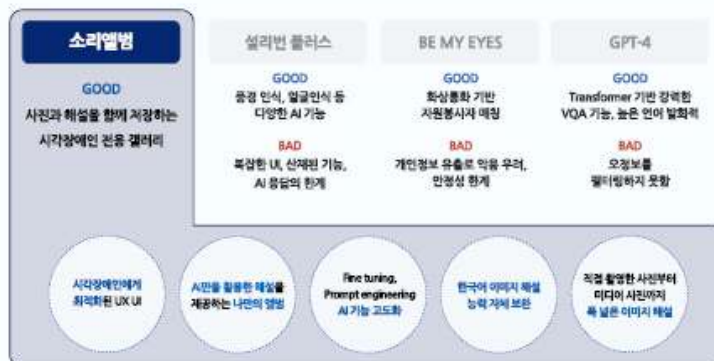 소리앨범
GOOD
사진과 해설을 함께 저장하는
시각장애인 전용 갤러리
설리번 플러스
GOOD
풍경 인식, 얼굴인식 등
다양한 AI 기능
BAD
복잡한 UI, 산재된 기능,
AI 응답의 한계
BE MY EYES
GOOD
화상통화 기반
자원봉사자 매칭
BAD
개인정보 유출로 악용 우려,
안정성 한계
GPT-4
GOOD
Transformer 기반 강력한
VQA 기능, 높은 언어 발화력
BAD
오정보를
필터링하지 못함
시각장애인에게
최적화된 UX UI
AI만을 활용한 해설을
제공하는 나만의 앨범
Fine tuning,
Prompt engineering
AI 기능 고도화
한국어 이미지 해설
능력 자체 보완
직접 촬영한 사진부터
미디어 사진까지
폭 넓은 이미지 해설